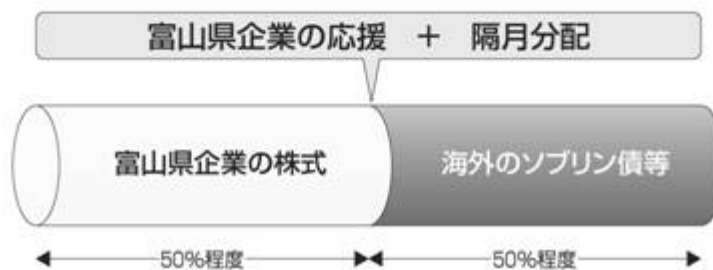 富山県企業の応援 + 隔月分配
富山県企業の株式
海外のソブリン債等
50%程度
50%程度